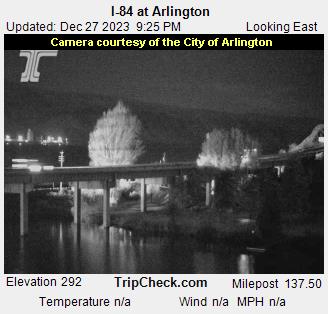 I-84 at Arlington
Updated: Dec 27 2023 9:25 PM Looking East
Camera courtesy of the City of Arlington
Elevation 292 TripCheck.com Milepost 137.50
Temperature n/a Wind n/a MPH n/a